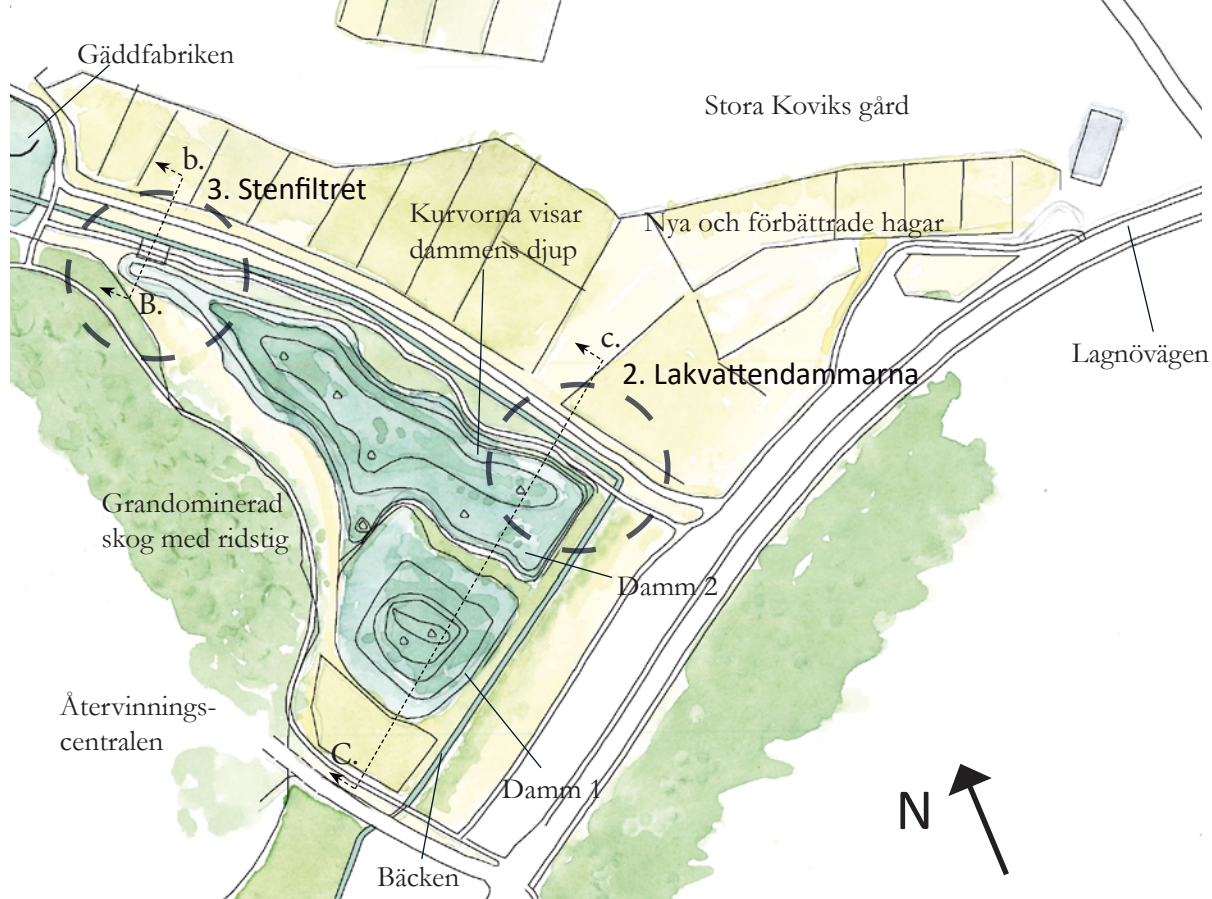 Gäddfabriken
Stora Koviks gård
b.
3. Stenfiltret
Kurvorna visar
dammens djup
Nya och förbättrade hagar
B.
c.
Lagnövägen
2. Lakvattendammarna
Grandominerad
skog med ridstig
Damm 2
Återvinnings-
centralen
C.
Damm 1
N
Bäcken